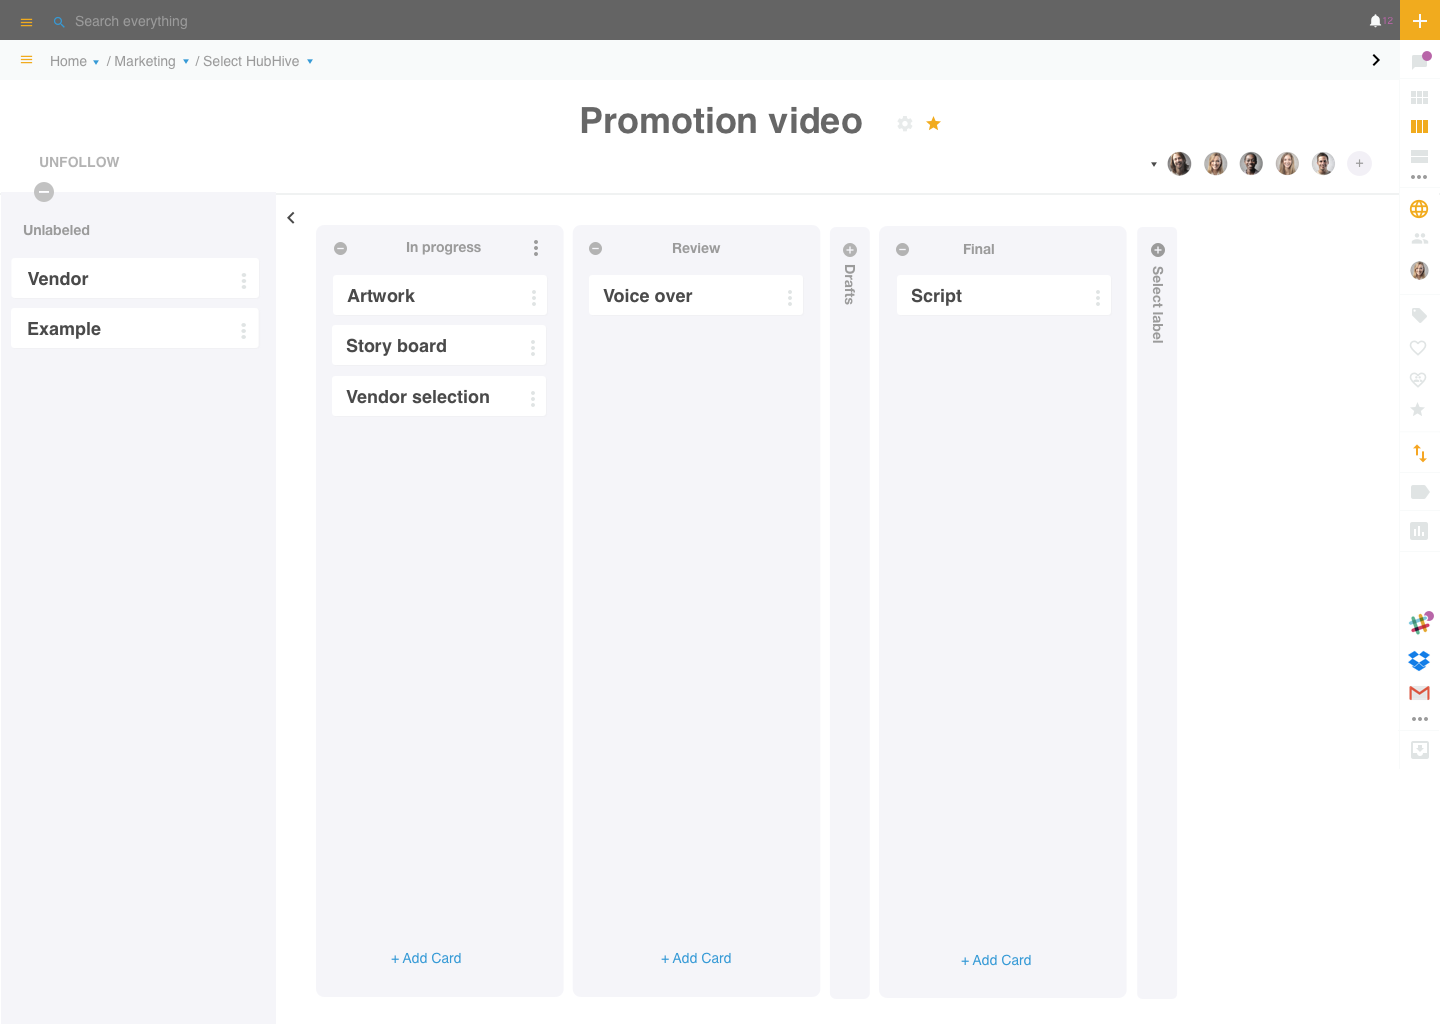 Search everything
12
Home / Marketing / Select HubHive
Promotion video
UNFOLLOW
+
Unlabeled
Vendor
Example
In progress
Artwork
Story board
Vendor selection
+ Add Card
Review
Voice over
+ Add Card
Drafts
Final
Script
+ Add Card
Select label